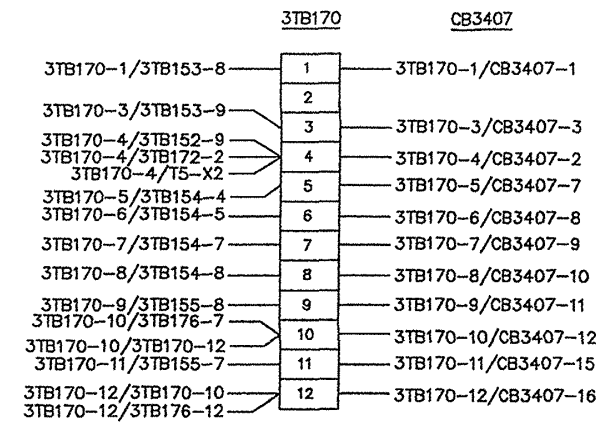 3TB170 CB3407
3TB170-1/3TB153-8 1 3TB170-1/CB3407-1
2
3TB170-3/3TB153-9 3 3TB170-3/CB3407-3
3TB170-4/3TB152-9
3TB170-4/3TB172-2 4 3TB170-4/CB3407-2
3TB170-4/T5-X2
3TB170-5/3TB154-4 5 3TB170-5/CB3407-7
3TB170-6/3TB154-5 6 3TB170-6/CB3407-8
3TB170-7/3TB154-7 7 3TB170-7/CB3407-9
3TB170-8/3TB154-8 8 3TB170-8/CB3407-10
3TB170-9/3TB155-8 9 3TB170-9/CB3407-11
3TB170-10/3TB176-7
3TB170-10/3TB170-12 10 3TB170-10/CB3407-12
3TB170-11/3TB155-7 11 3TB170-11/CB3407-15
3TB170-12/3TB170-10 12 3TB170-12/CB3407-16
3TB170-12/3TB176-12